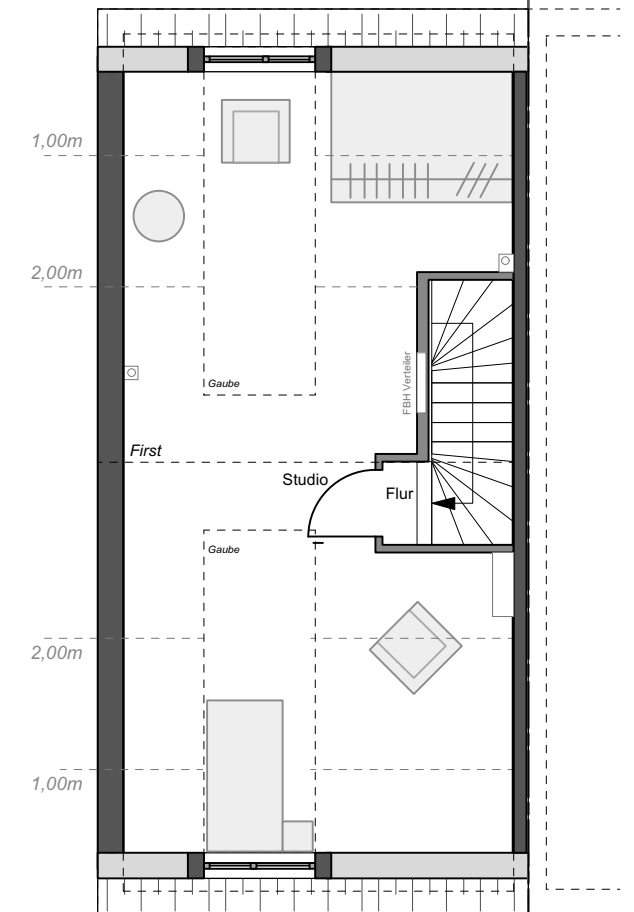 1,00m
2,00m
Gaube
FBH Verteiler
First
Studio
Flur
Gaube
2,00m
1,00m